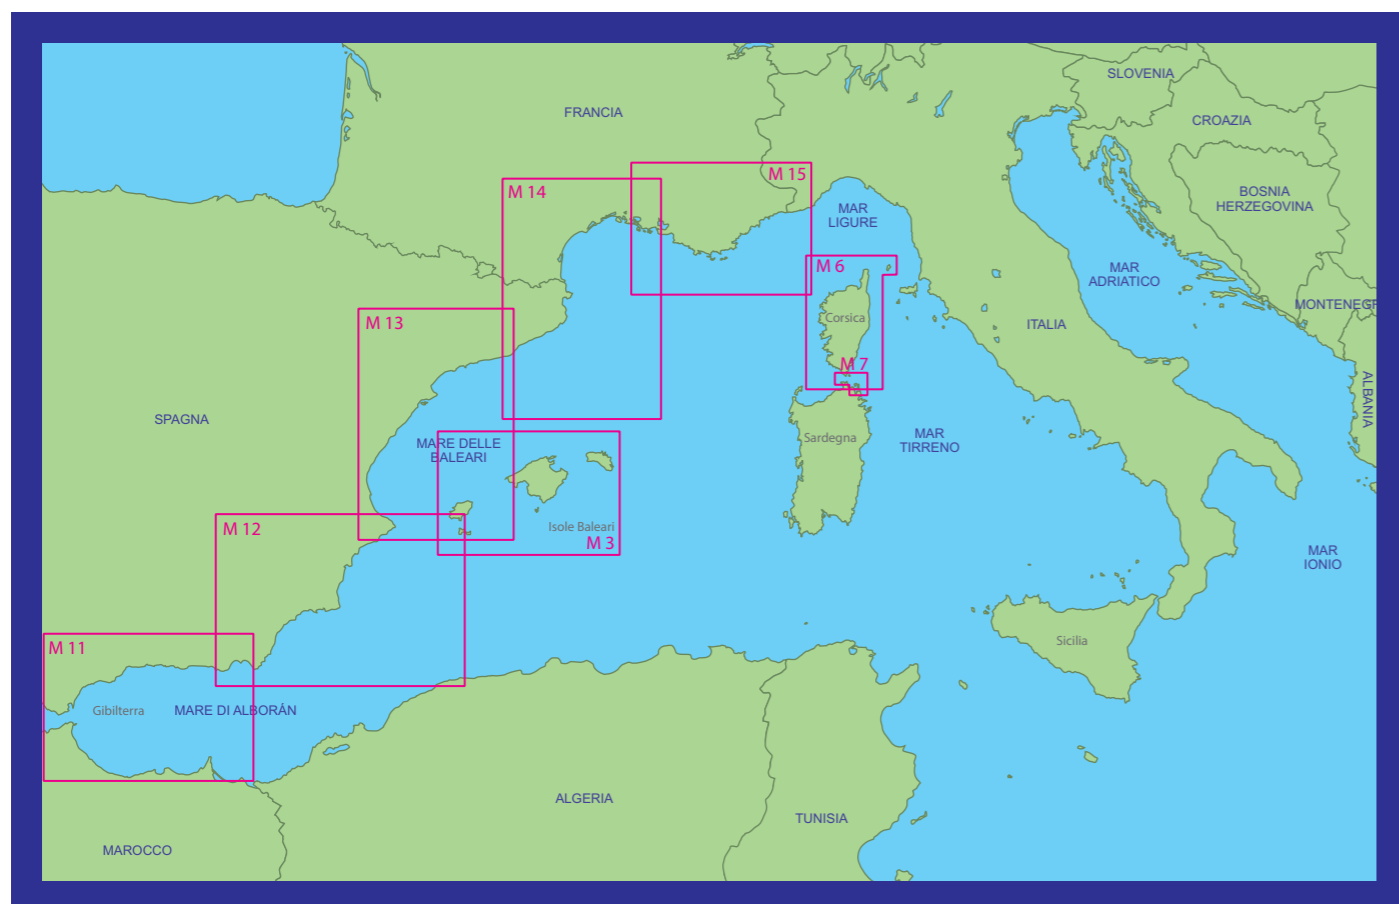 SLOVENIA
FRANCIA
CROAZIA
M 15
M 14
BOSNIA
HERZEGOVINA
MAR
LIGURE
M 6
MAR
ADRIATICO
MONTENEGR
M 13
Corsica
ITALIA
M 7
ALBANIA
SPAGNA
MARE DELLE
BALEARI
Sardegna
MAR
TIRRENO
M 12
Isole Baleari
M 3
MAR
IONIO
M 11
Sicilia
Gibilterra
MARE DI ALBORÁN
ALGERIA
TUNISIA
MAROCCO